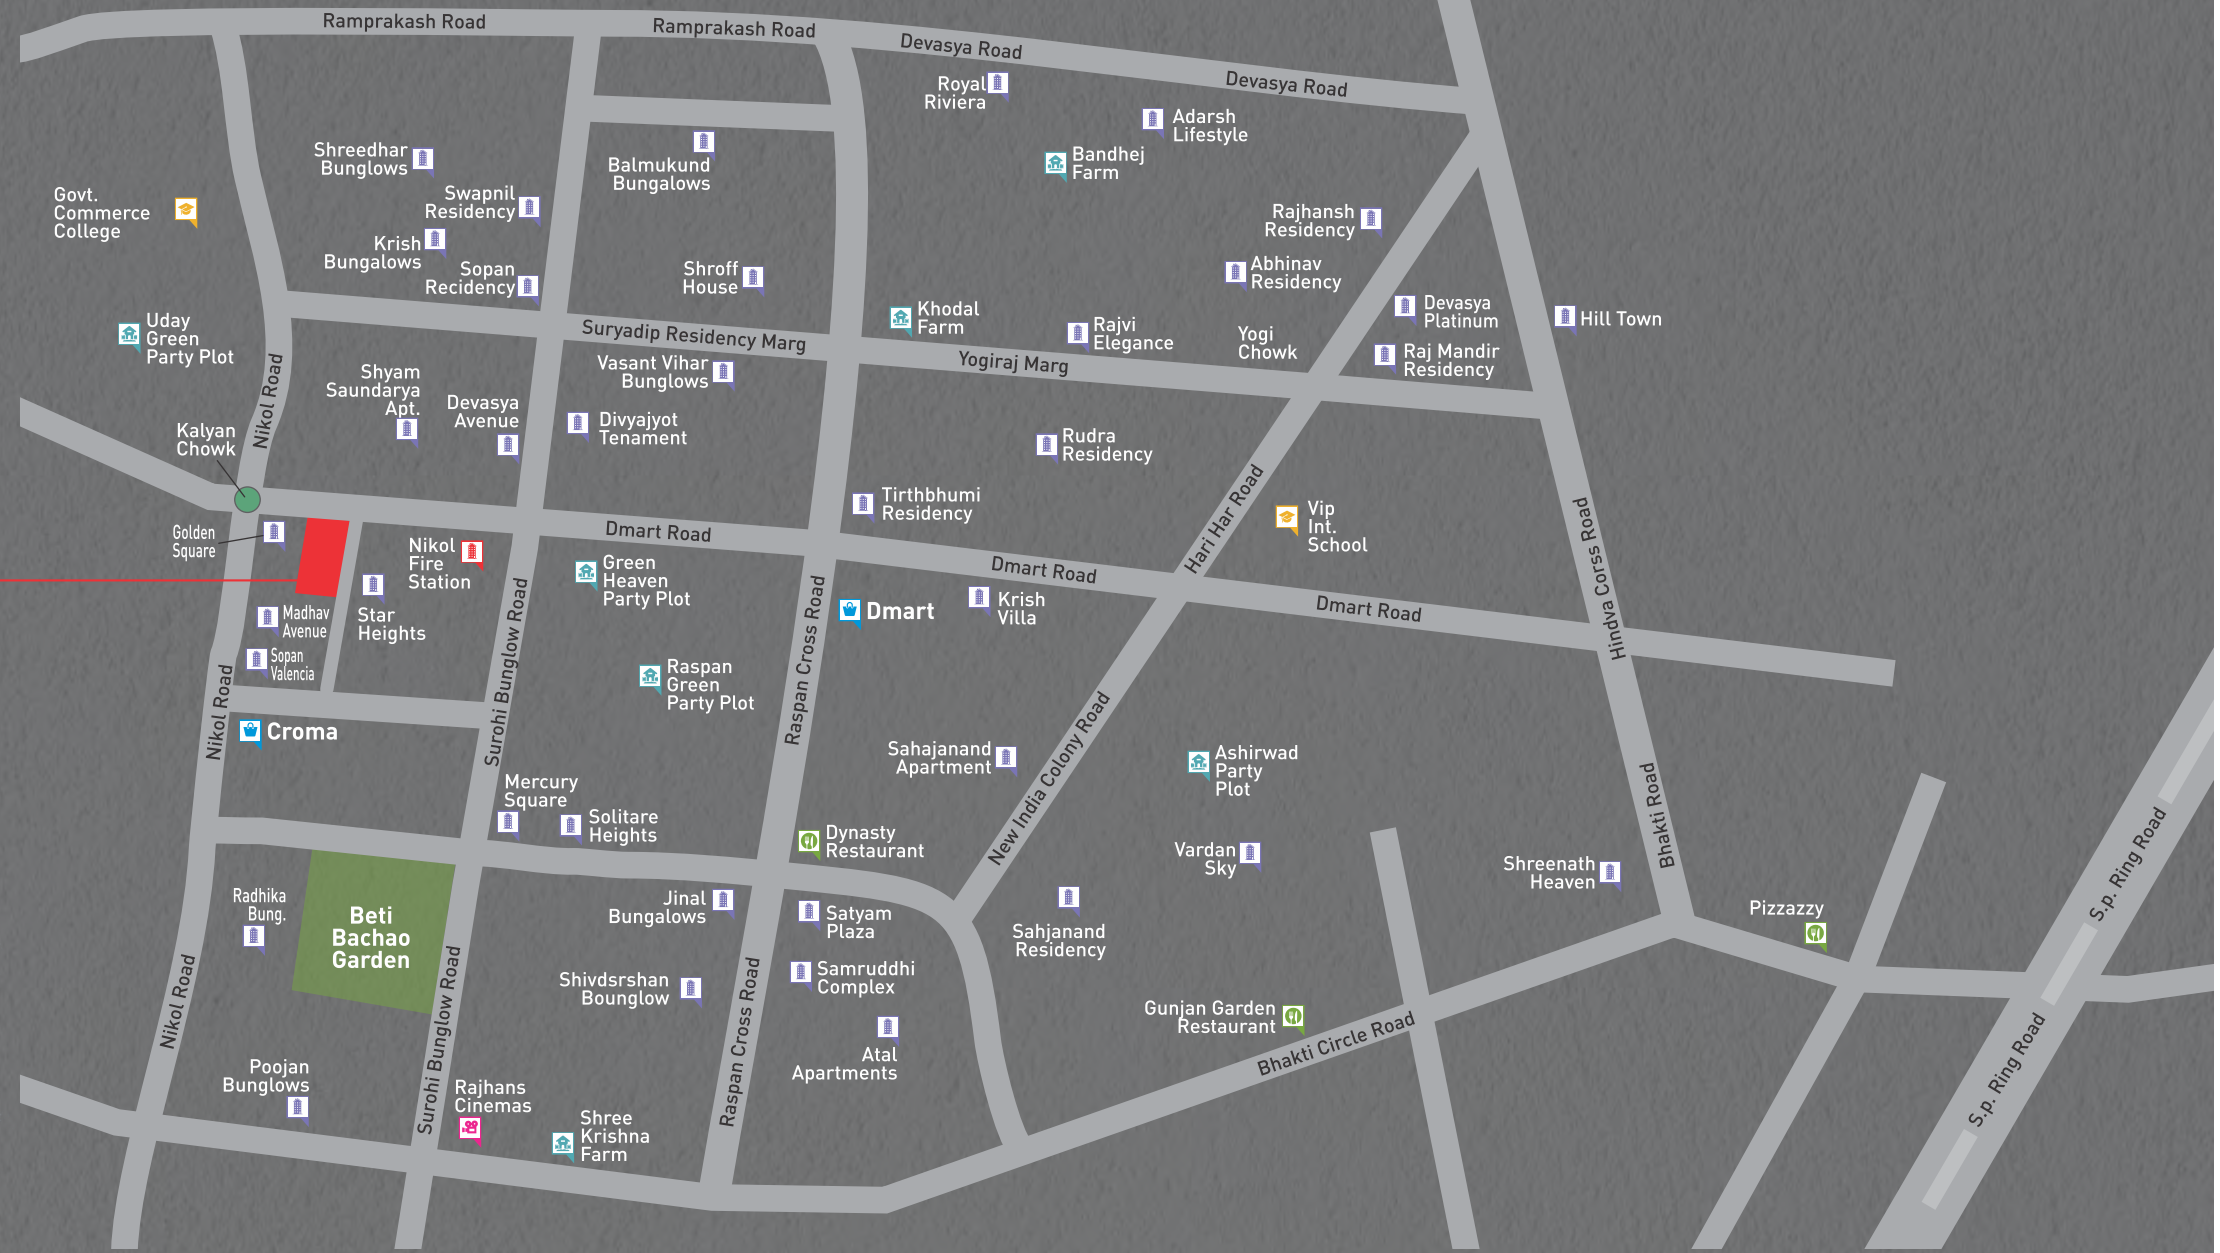 Ramprakash Road
Ramprakash Road
Devasya Road
Devasya Road
Royal
Riviera
Adarsh
Lifestyle
Bandhej
Farm
Shreedhar
Bunglows
Balmukund
Bungalows
Govt.
Commerce
College
Swapnil
Residency
Krish
Bungalows
Sopan
Recidency
Shroff
House
Rajhansh
Residency
Abhinav
Residency
Devasya
Platinum
Hill Town
Uday
Green
Party Plot
Khodal
Farm
Rajvi
Elegance
Yogi
Chowk
Raj Mandir
Residency
Suryadip Residency Marg
Yogiraj Marg
Nikol Road
Shyam
Saundarya
Apt.
Devasya
Avenue
Vasant Vihar
Bunglows
Divyajyot
Tenament
Kalyan
Chowk
Rudra
Residency
Tirthbhumi
Residency
Hari Har Road
Vip
Int.
School
Hindva Corss Road
Golden
Square
Nikol
Fire
Station
Dmart Road
Dmart Road
Dmart Road
Green
Heaven
Party Plot
Dmart
Krish
Villa
Madhav
Avenue
Star
Heights
Sopan
Valencia
Surohi Bunglow Road
Raspan Cross Road
Raspan
Green
Party Plot
Nikol Road
Croma
New India Colony Road
Sahajanand
Apartment
Ashirwad
Party
Plot
Mercury
Square
Solitare
Heights
Dynasty
Restaurant
Vardan
Sky
Bhakti Road
Shreenath
Heaven
Pizzazzy
S.p. Ring Road
Radhika
Bung.
Beti
Bachao
Garden
Jinal
Bungalows
Satyam
Plaza
Sahjanand
Residency
Shivdsrshan
Bounglow
Samruddhi
Complex
Nikol Road
Surohi Bunglow Road
Raspan Cross Road
Atal
Apartments
Gunjan Garden
Restaurant
Bhakti Circle Road
S.p. Ring Road
Poojan
Bunglows
Rajhans
Cinemas
Shree
Krishna
Farm